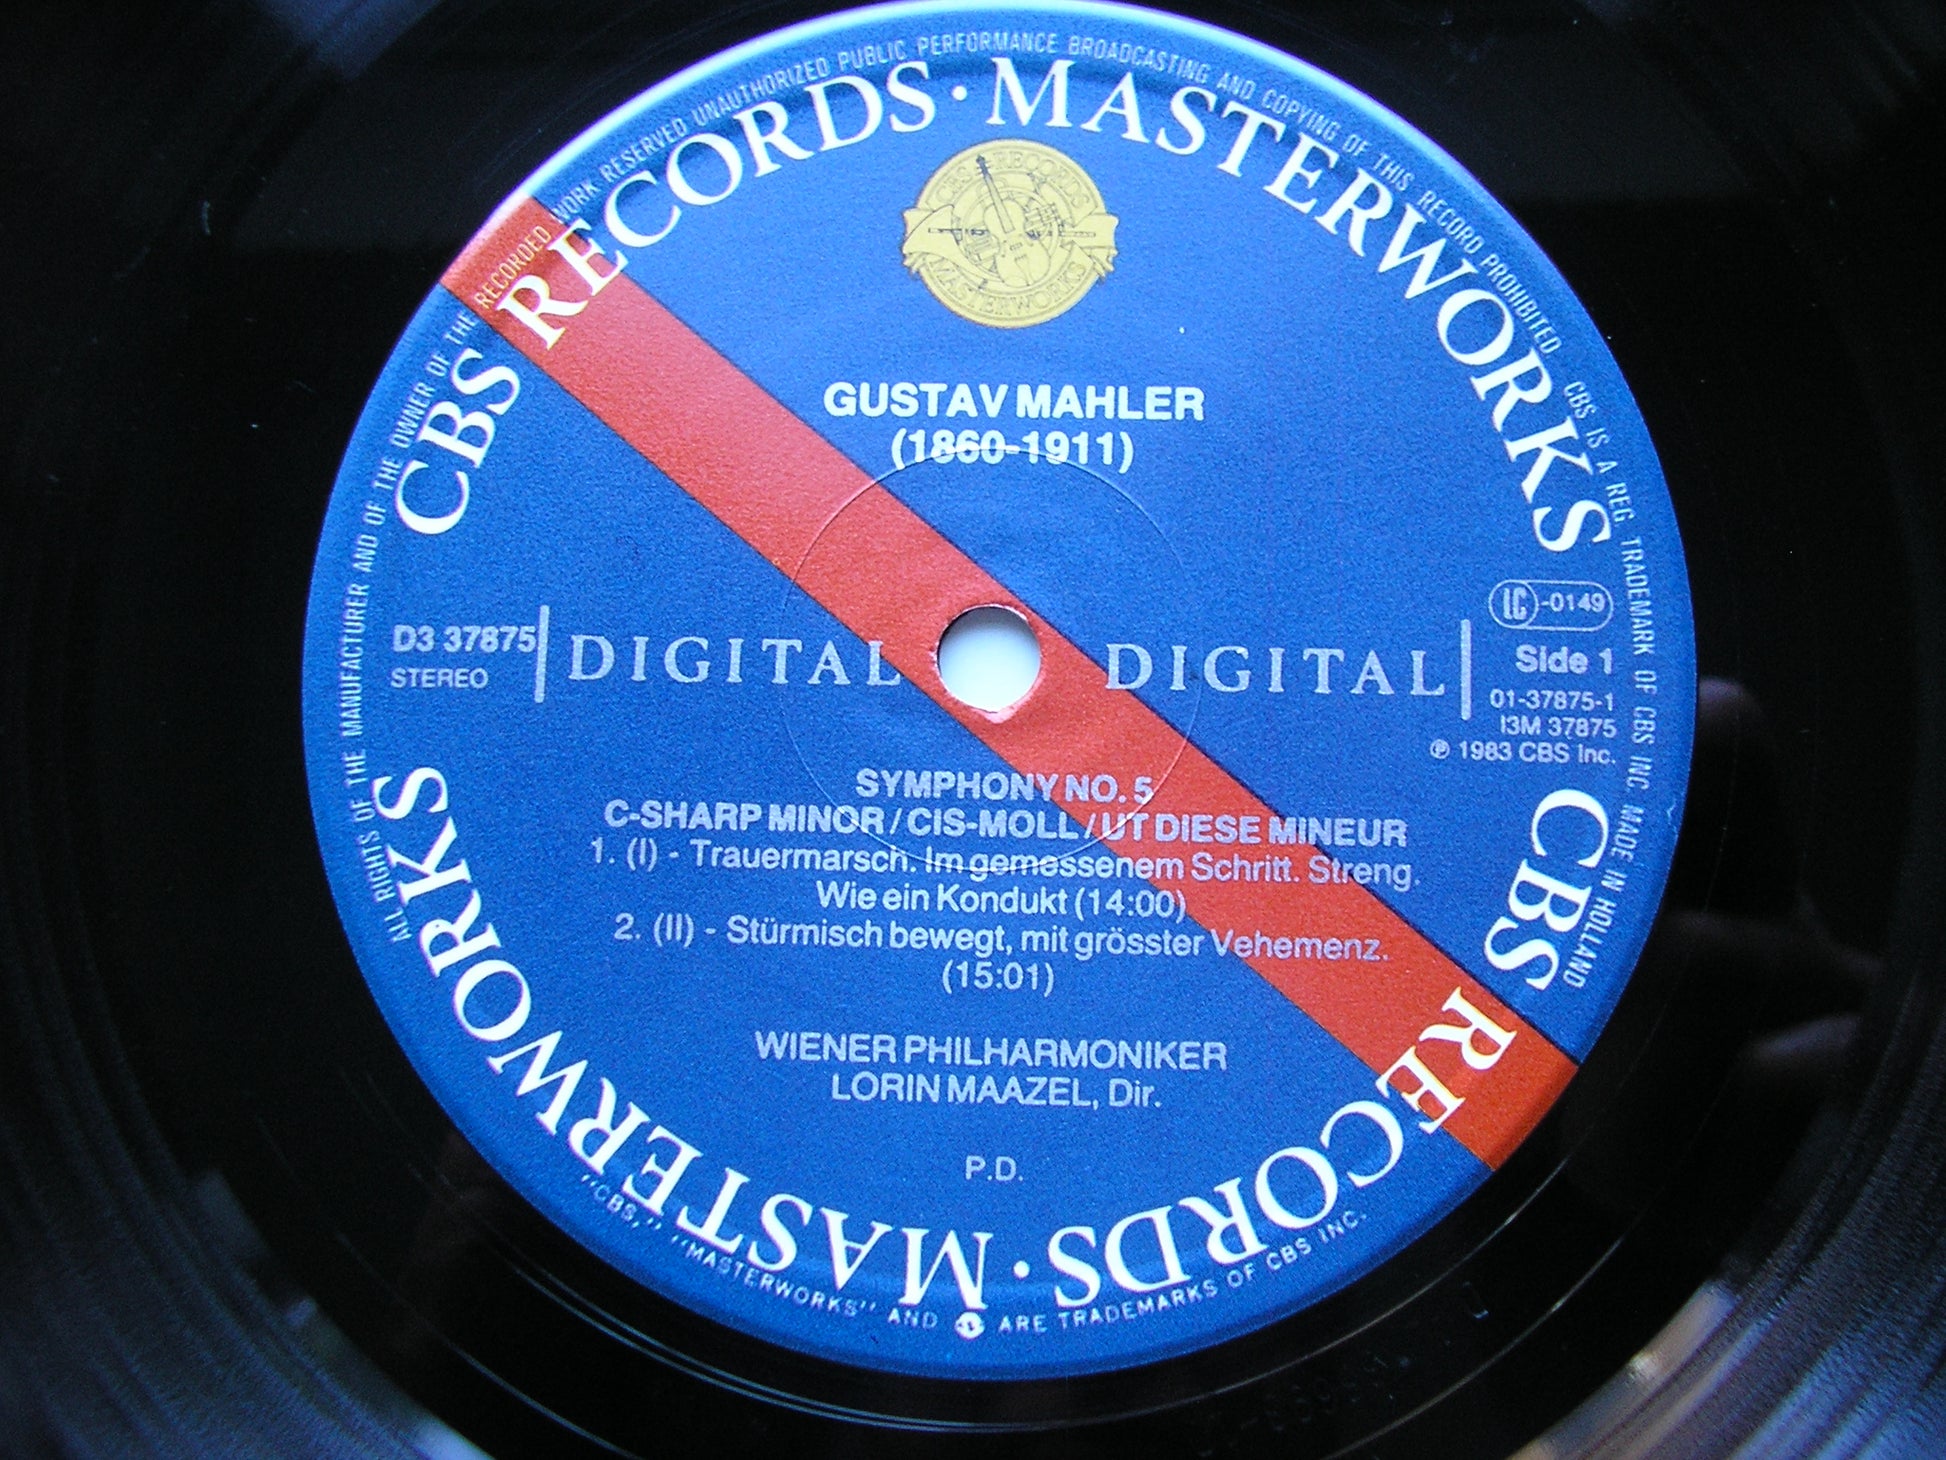 ALL RIGHTS OF THE MANUFACTURER AND OF THE OWNER OF THE RECORDED WORK RESERVED UNAUTHORIZED PUBLIC PERFORMANCE BROADCASTING AND COPYING OF THIS RECORD PROHIBITED CBS IS A REG. TRADEMARK OF CBS INC MADE IN HOLLAND
CBS RECORDS · MASTERWORKS
CBS RECORDS
MASTERWORKS
GUSTAV MAHLER
(1860-1911)
D3 37875
STEREO
DIGITAL
DIGITAL
LC-0149
Side 1
01-37875-1
I3M 37875
℗ 1983 CBS Inc.
SYMPHONY NO. 5
C-SHARP MINOR/CIS-MOLL/UT DIESE MINEUR
1. (I) - Trauermarsch. Im gemessenem Schritt. Streng.
Wie ein Kondukt (14:00)
2. (II) - Stürmisch bewegt, mit grösster Vehemenz.
(15:01)
WIENER PHILHARMONIKER
LORIN MAAZEL, Dir.
P.D.
CBS RECORDS · MASTERWORKS
"CBS," "MASTERWORKS" AND ARE TRADEMARKS OF CBS INC.